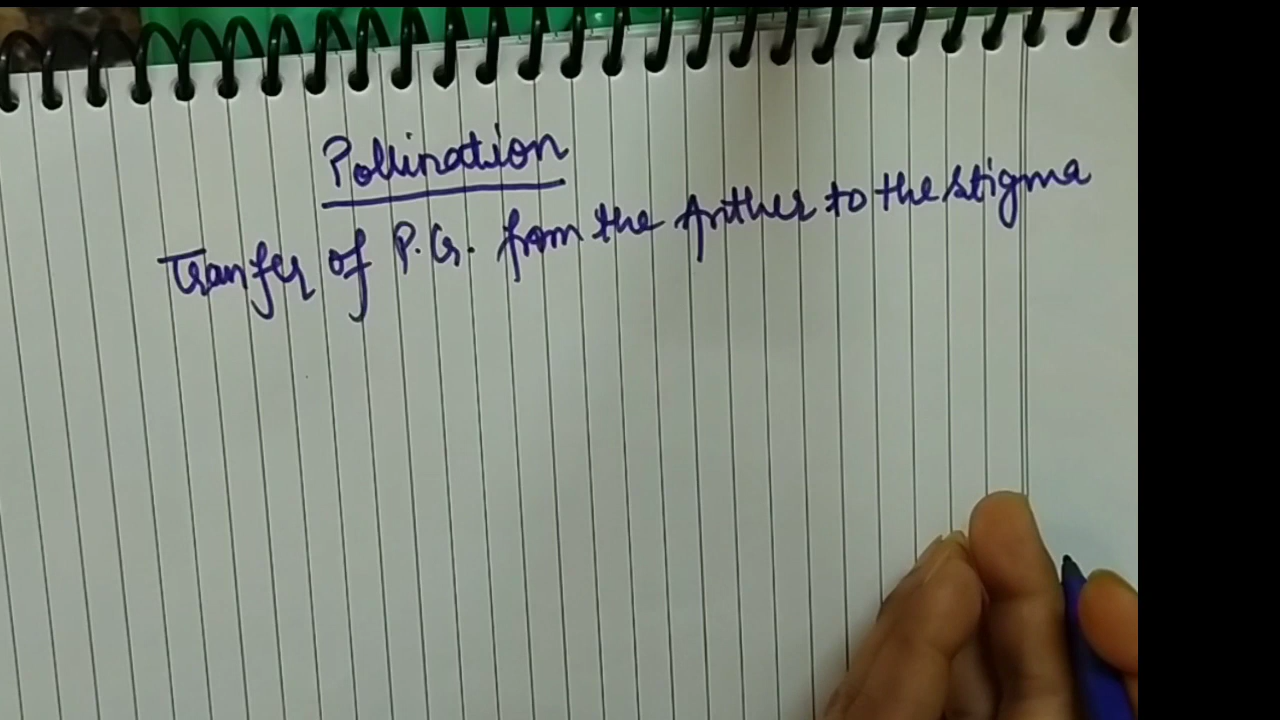 Pollination
Tranfer of P.G. from the Anther to the stigma